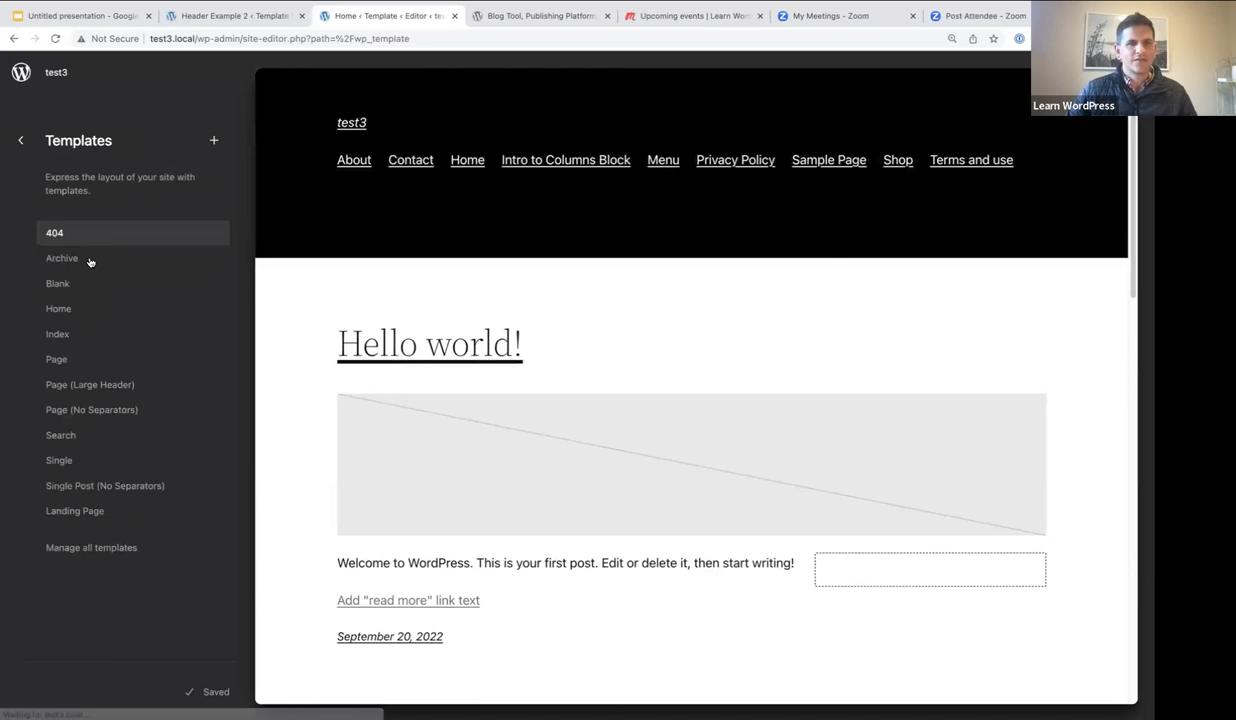 Untitled presentation - Google
Header Example 2 ‹ Template
Home ‹ Template ‹ Editor ‹ tes
Blog Tool, Publishing Platform,
Upcoming events | Learn Wor
My Meetings - Zoom
Post Attendee - Zoom
Not Secure
test3.local/wp-admin/site-editor.php?path=%2Fwp_template
Learn WordPress
test3
Templates
Express the layout of your site with
templates.
404
Archive
Blank
Home
Index
Page
Page (Large Header)
Page (No Separators)
Search
Single
Single Post (No Separators)
Landing Page
Manage all templates
Saved
test3
About Contact Home Intro to Columns Block Menu Privacy Policy Sample Page Shop Terms and use
Hello world!
Welcome to WordPress. This is your first post. Edit or delete it, then start writing!
Add "read more" link text
September 20, 2022